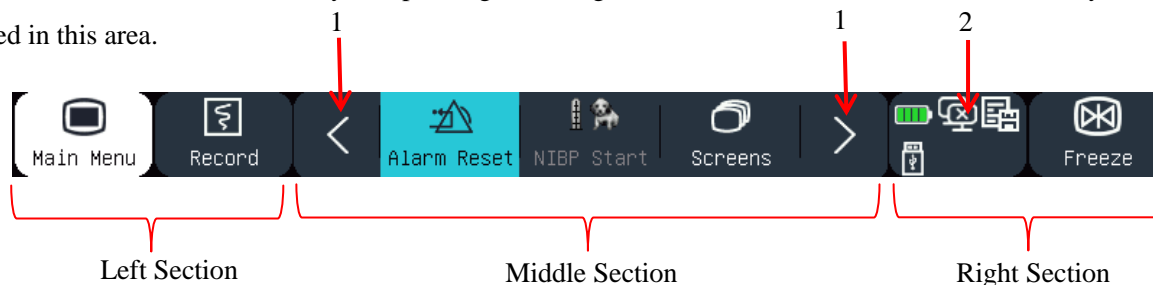 ed in this area.
1 1 2
Main Menu Record Alarm Reset NIBP Start Screens Freeze
Left Section Middle Section Right Section